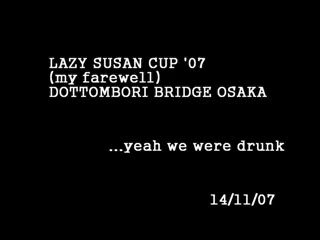 LAZY SUSAN CUP '07
(my farewell)
DOTTOMBORI BRIDGE OSAKA
...yeah we were drunk
14/11/07